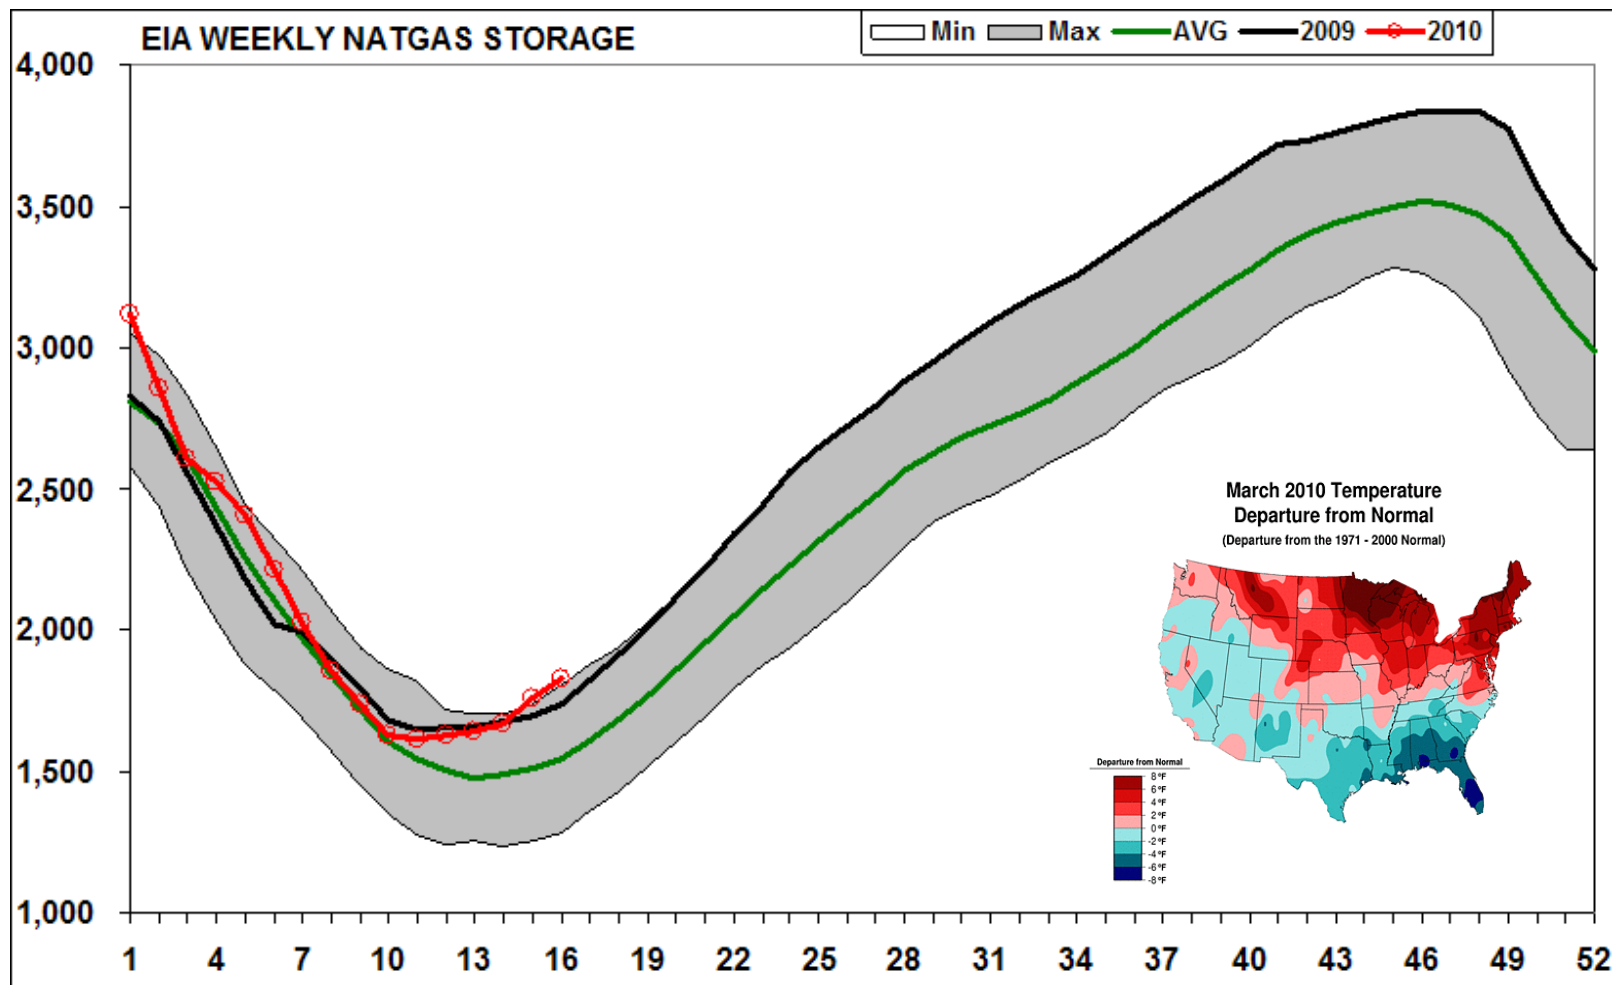 EIA WEEKLY NATGAS STORAGE
Min Max AVG 2009 2010
4,000
3,500
3,000
2,500
2,000
1,500
1,000
1 4 7 10 13 16 19 22 25 28 31 34 37 40 43 46 49 52
March 2010 Temperature
Departure from Normal
(Departure from the 1971 - 2000 Normal)
Departure from Normal
8 °F
6 °F
4 °F
2 °F
0 °F
-2 °F
-4 °F
-6 °F
-8 °F